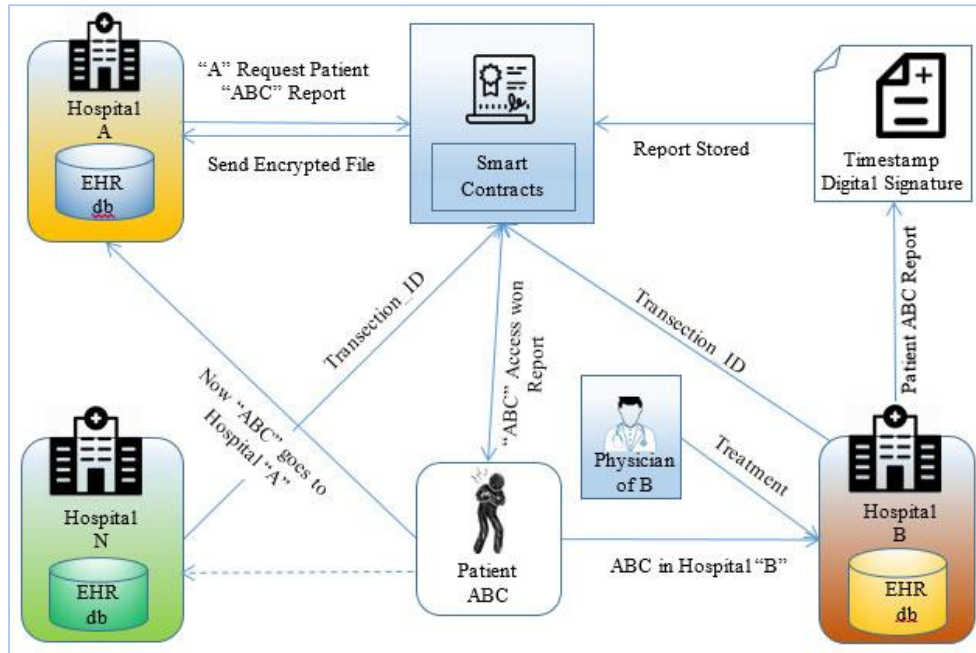 Hospital
A
EHR
db
“A” Request Patient
“ABC” Report
Send Encrypted File
Smart
Contracts
Report Stored
Timestamp
Digital Signature
Transection_ID
Now “ABC” goes to
Hospital “A”
“ABC” Access won
Report
Transection_ID
Patient ABC Report
Hospital
N
EHR
db
Patient
ABC
Physician
of B
Treatment
ABC in Hospital “B”
Hospital
B
EHR
db